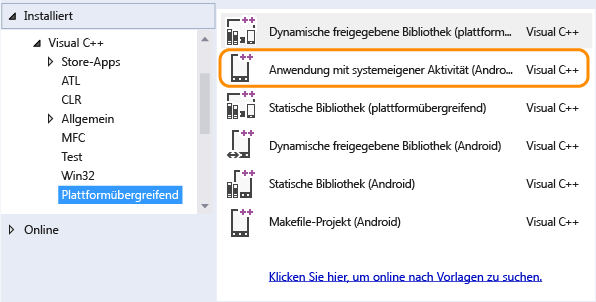 Installiert
Visual C++
Store-Apps
ATL
CLR
Allgemein
MFC
Test
Win32
Plattformübergreifend
Online
Dynamische freigegebene Bibliothek (plattform... Visual C++
Anwendung mit systemeigener Aktivität (Andro... Visual C++
Statische Bibliothek (plattformübergreifend) Visual C++
Dynamische freigegebene Bibliothek (Android) Visual C++
Statische Bibliothek (Android) Visual C++
Makefile-Projekt (Android) Visual C++
Klicken Sie hier, um online nach Vorlagen zu suchen.